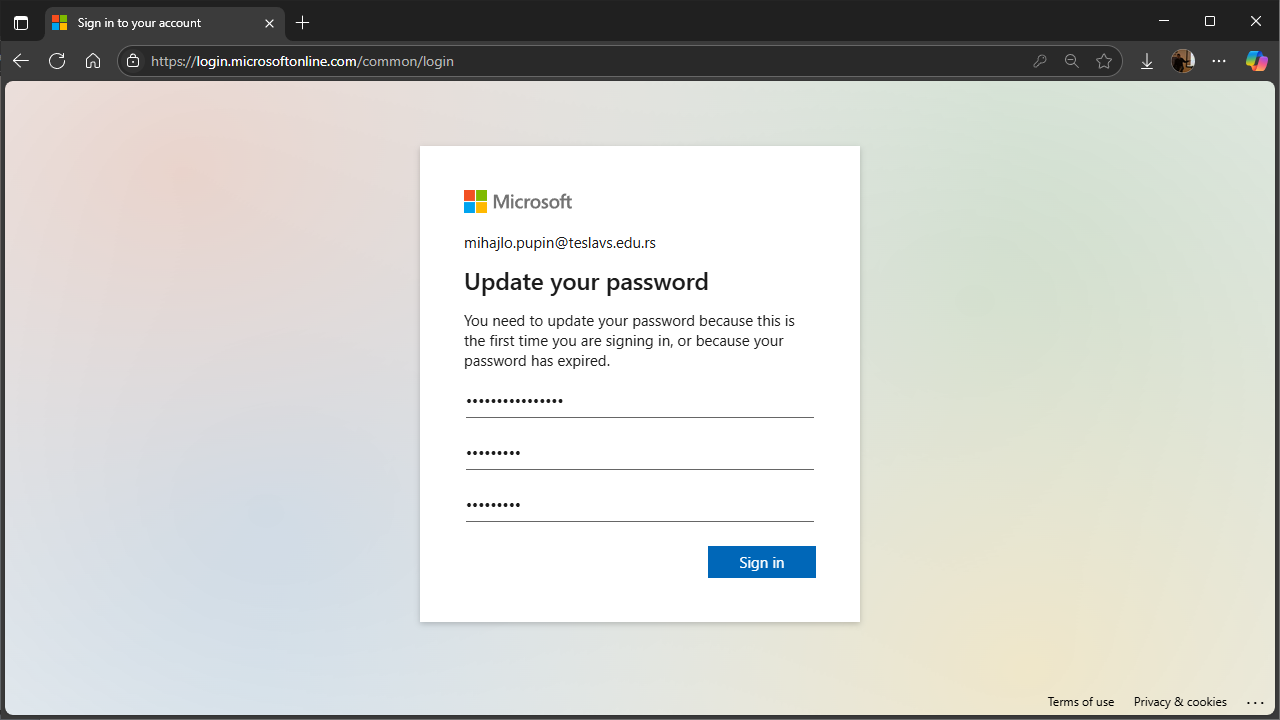 Sign in to your account
https://login.microsoftonline.com/common/login
Microsoft
mihajlo.pupin@teslavs.edu.rs
Update your password
You need to update your password because this is
the first time you are signing in, or because your
password has expired.
••••••••••••••••
•••••••••
•••••••••
Sign in
Terms of use Privacy & cookies ...